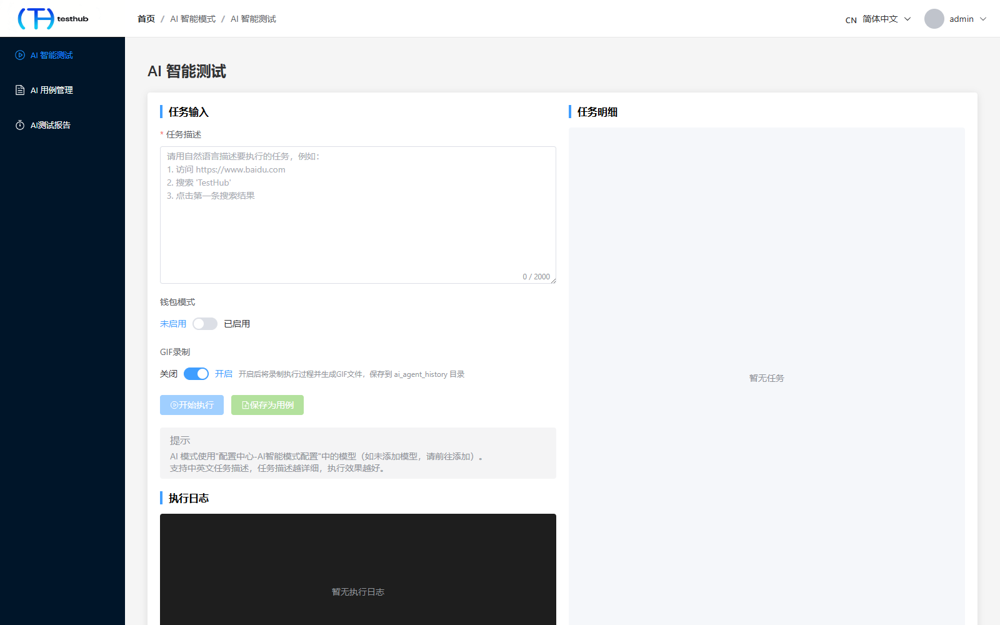 testhub
首页 / AI 智能模式 / AI 智能测试
CN 简体中文
admin
AI 智能测试
AI 用例管理
AI测试报告
AI 智能测试
任务输入
* 任务描述
请用自然语言描述要执行的任务，例如：
1. 访问 https://www.baidu.com
2. 搜索 'TestHub'
3. 点击第一条搜索结果
0 / 2000
钱包模式
未启用 已启用
GIF录制
关闭 开启 开启后将录制执行过程并生成GIF文件，保存到 ai_agent_history 目录
开始执行 保存为用例
提示
AI 模式使用"配置中心-AI智能模式配置"中的模型（如未添加模型，请前往添加）。
支持中英文任务描述，任务描述越详细，执行效果越好。
执行日志
暂无执行日志
任务明细
暂无任务